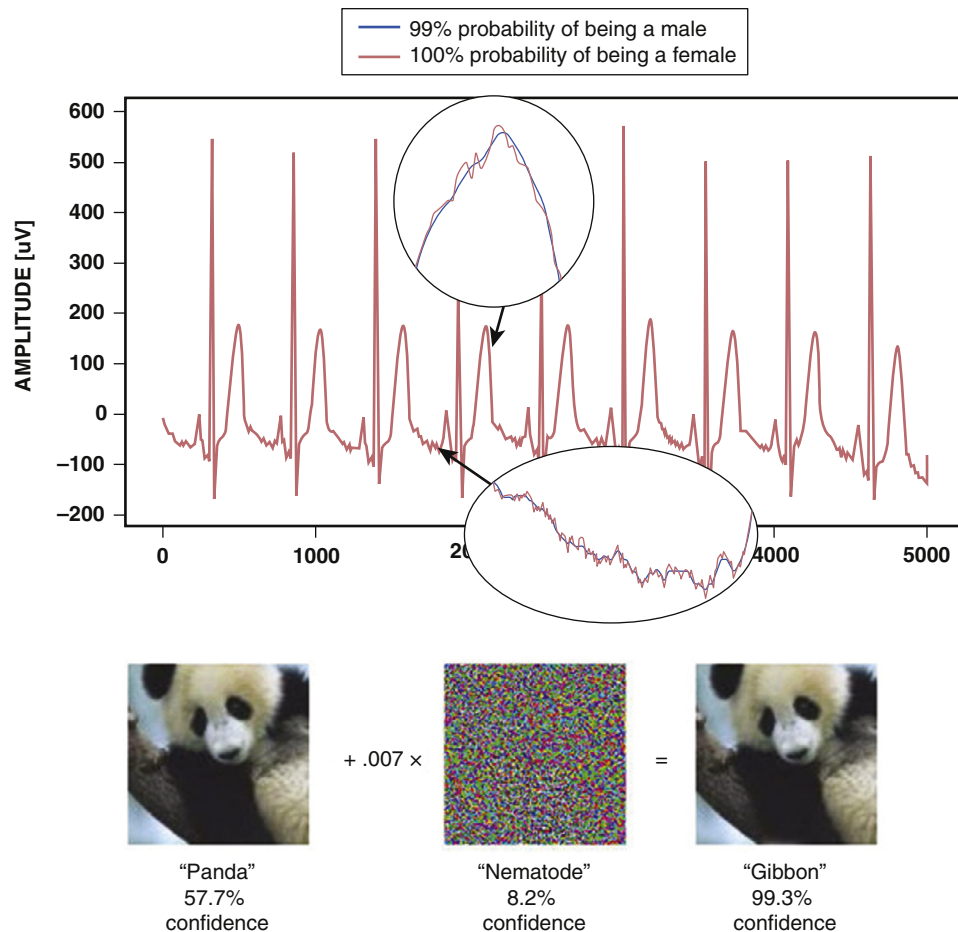 99% probability of being a male
100% probability of being a female
AMPLITUDE [uV]
600
500
400
300
200
100
0
–100
–200
0
1000
20
4000
5000
+ .007 ×
=
“Panda”
57.7%
confidence
“Nematode”
8.2%
confidence
“Gibbon”
99.3%
confidence